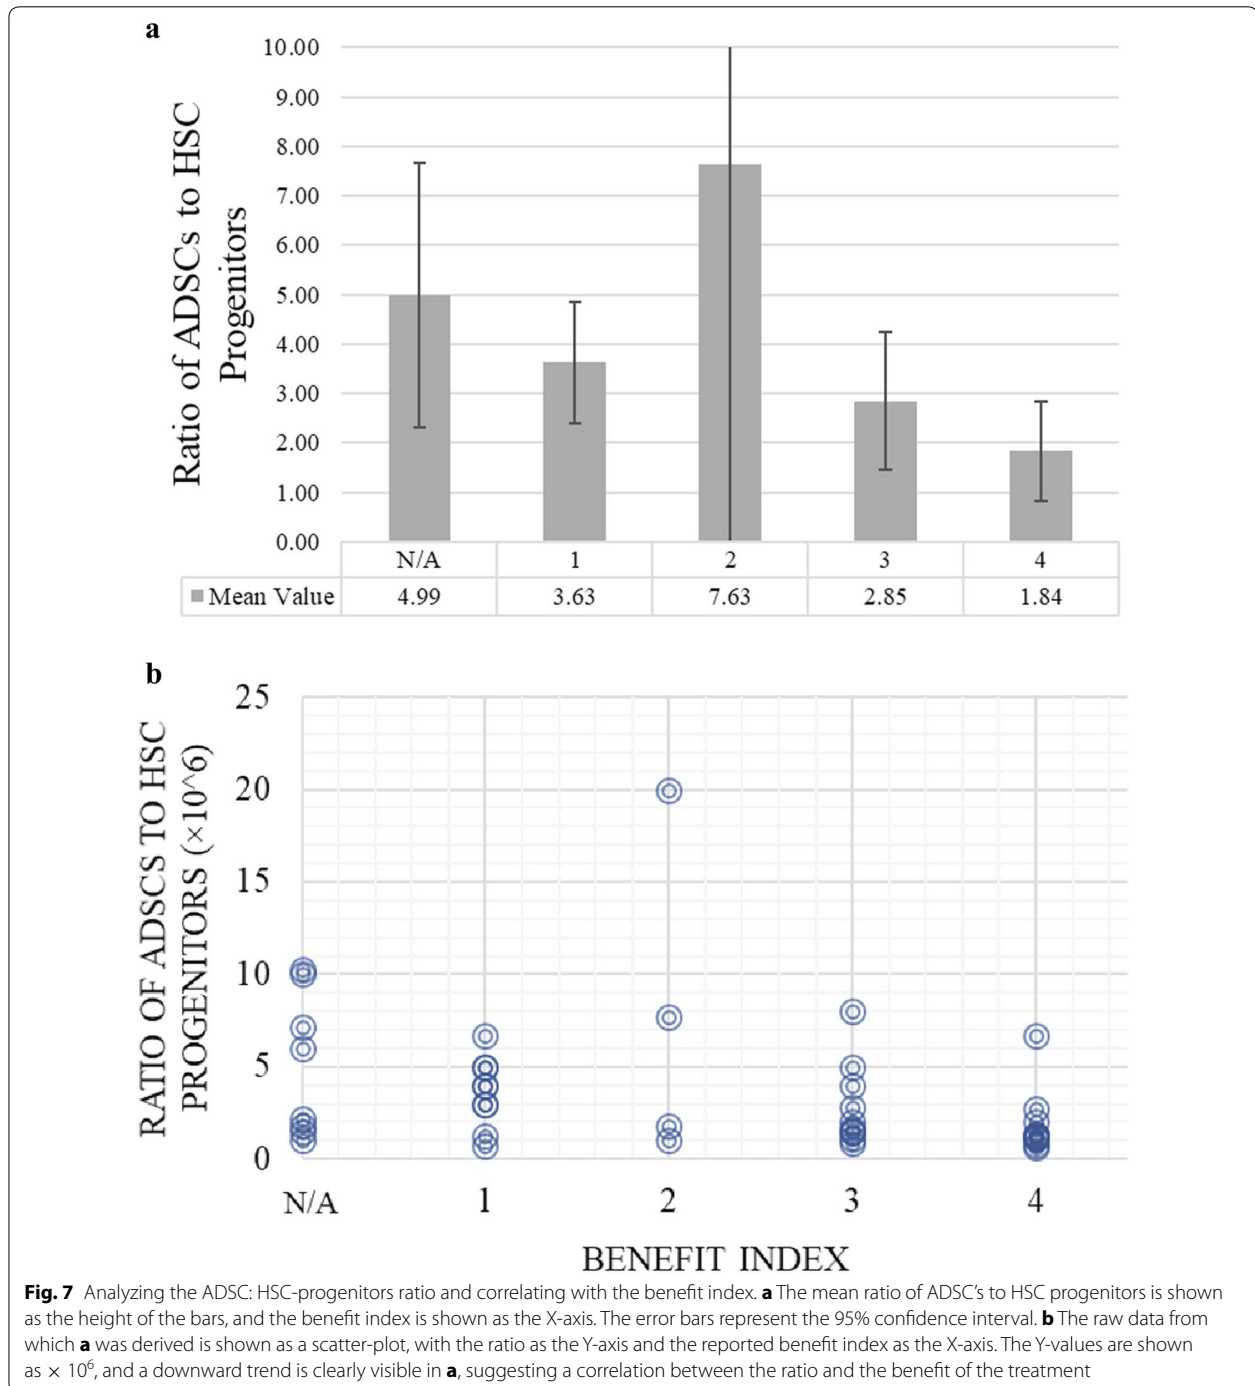 a
Ratio of ADSCs to HSC
Progenitors
10.00
9.00
8.00
7.00
6.00
5.00
4.00
3.00
2.00
1.00
0.00
N/A 1 2 3 4
Mean Value 4.99 3.63 7.63 2.85 1.84
b
RATIO OF ADSCS TO HSC
PROGENITORS (×10^6)
25
20
15
10
5
0
N/A 1 2 3 4
BENEFIT INDEX
Fig. 7 Analyzing the ADSC: HSC-progenitors ratio and correlating with the benefit index. a The mean ratio of ADSC's to HSC progenitors is shown
as the height of the bars, and the benefit index is shown as the X-axis. The error bars represent the 95% confidence interval. b The raw data from
which a was derived is shown as a scatter-plot, with the ratio as the Y-axis and the reported benefit index as the X-axis. The Y-values are shown
as × 10⁶, and a downward trend is clearly visible in a, suggesting a correlation between the ratio and the benefit of the treatment